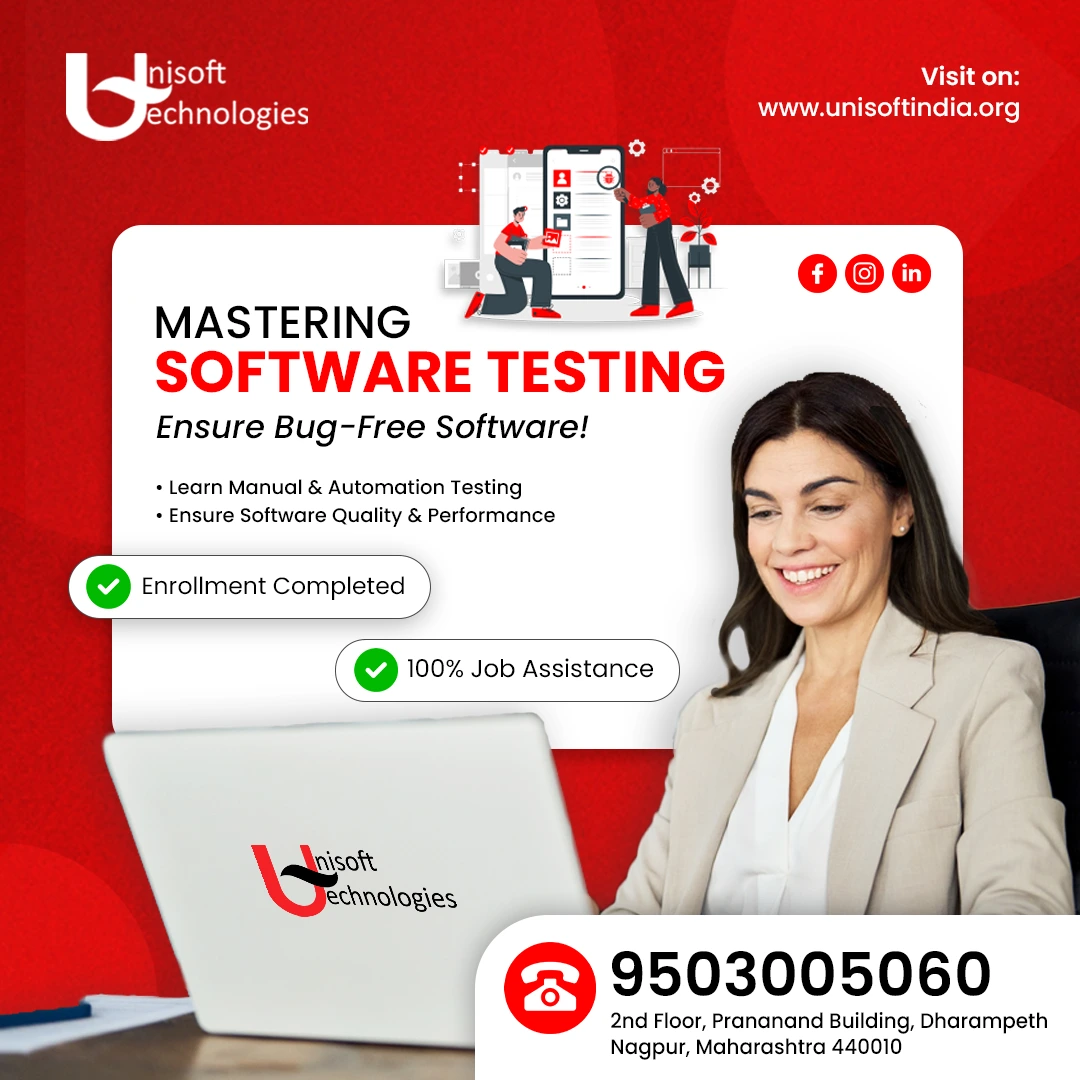 Unisoft
Technologies
Visit on:
www.unisoftindia.org
MASTERING
SOFTWARE TESTING
Ensure Bug-Free Software!
• Learn Manual & Automation Testing
• Ensure Software Quality & Performance
Enrollment Completed
100% Job Assistance
Unisoft
Technologies
9503005060
2nd Floor, Prananand Building, Dharampeth
Nagpur, Maharashtra 440010